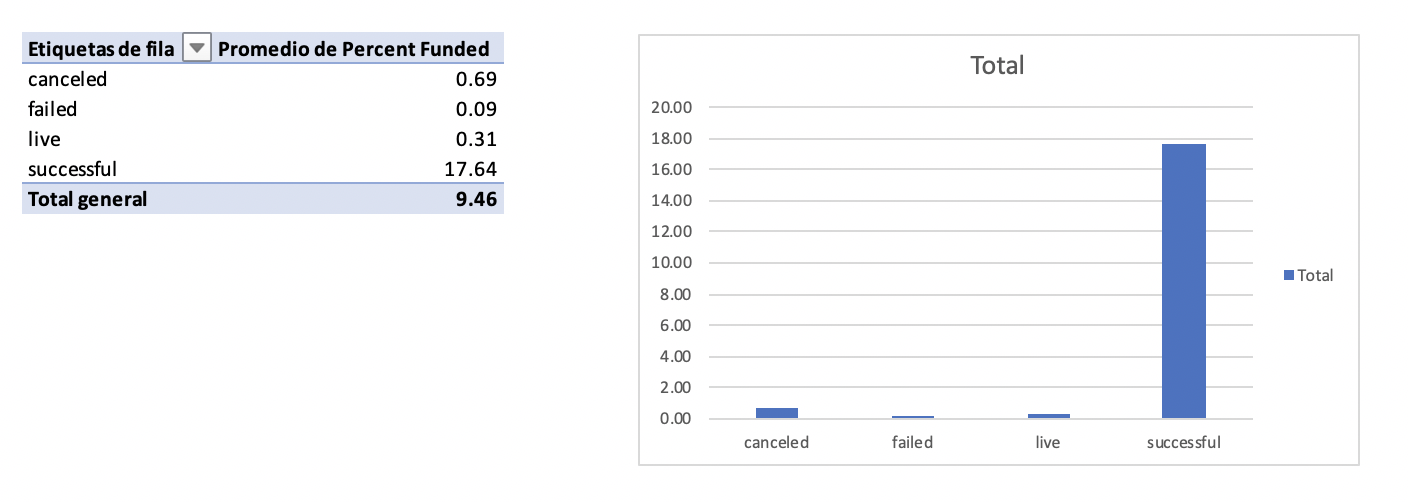 Etiquetas de fila Promedio de Percent Funded
canceled 0.69
failed 0.09
live 0.31
successful 17.64
Total general 9.46
Total
20.00
18.00
16.00
14.00
12.00
10.00
8.00
6.00
4.00
2.00
0.00
canceled failed live successful
Total